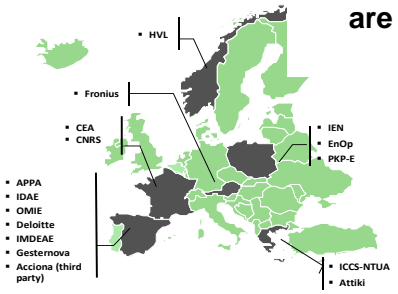 are
▪ HVL
▪ Fronius
▪ CEA
▪ CNRS
▪ IEN
▪ EnOp
▪ PKP-E
▪ APPA
▪ IDAE
▪ OMIE
▪ Deloitte
▪ IMDEAE
▪ Gesternova
▪ Acciona (third
party)
▪ ICCS-NTUA
▪ Attiki